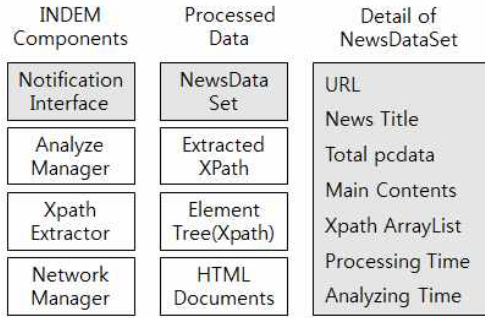 INDEM
Components
Notification
Interface
Analyze
Manager
Xpath
Extractor
Network
Manager
Processed
Data
NewsData
Set
Extracted
XPath
Element
Tree(Xpath)
HTML
Documents
Detail of
NewsDataSet
URL
News Title
Total pcdata
Main Contents
Xpath ArrayList
Processing Time
Analyzing Time